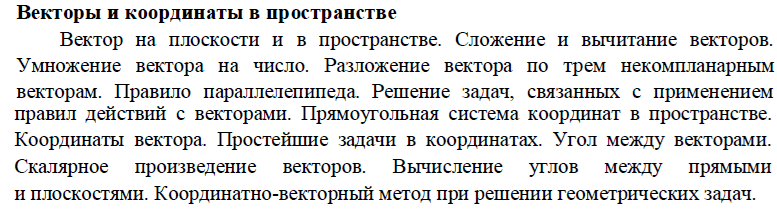 Векторы и координаты в пространстве
Вектор на плоскости и в пространстве. Сложение и вычитание векторов.
Умножение вектора на число. Разложение вектора по трем некомпланарным
векторам. Правило параллелепипеда. Решение задач, связанных с применением
правил действий с векторами. Прямоугольная система координат в пространстве.
Координаты вектора. Простейшие задачи в координатах. Угол между векторами.
Скалярное произведение векторов. Вычисление углов между прямыми
и плоскостями. Координатно-векторный метод при решении геометрических задач.